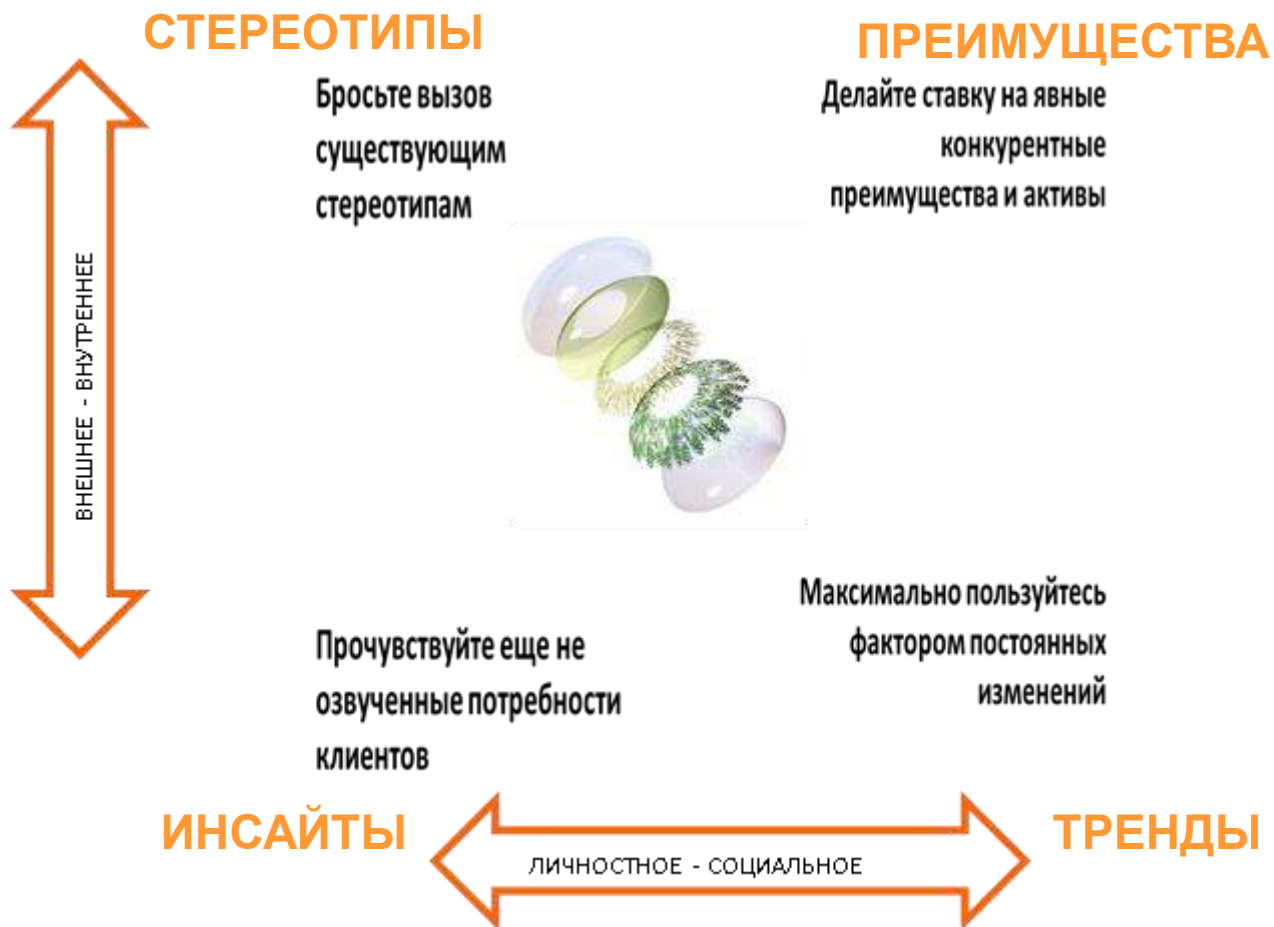 СТЕРЕОТИПЫ
ПРЕИМУЩЕСТВА
Бросьте вызов
существующим
стереотипам
Делайте ставку на явные
конкурентные
преимущества и активы
ВНЕШНЕЕ - ВНУТРЕННЕЕ
Прочувствуйте еще не
озвученные потребности
клиентов
Максимально пользуйтесь
фактором постоянных
изменений
ИНСАЙТЫ
ЛИЧНОСТНОЕ - СОЦИАЛЬНОЕ
ТРЕНДЫ